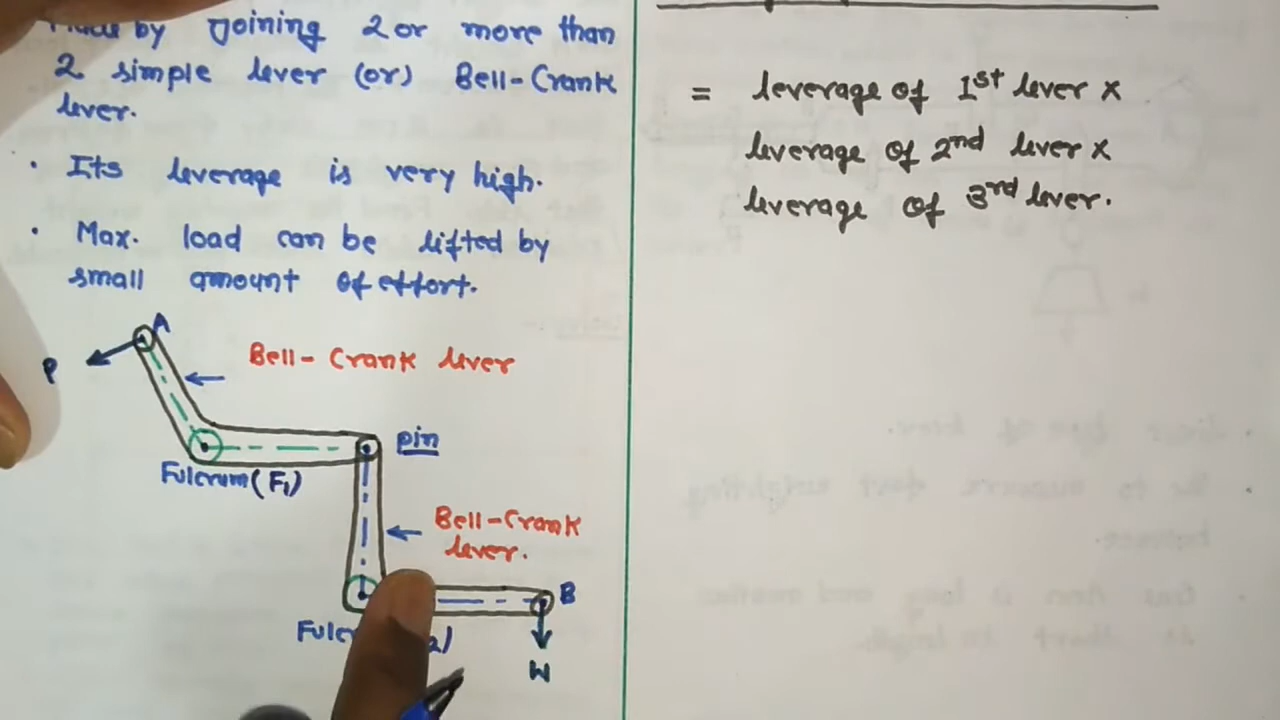 by joining 2 or more than
2 simple lever (or) Bell-Crank
lever.
• Its leverage is very high.
• Max. load can be lifted by
small amount of effort.
A
P
Bell-Crank lever
pin
Fulcrum (F1)
Bell-Crank
lever.
B
2)
W
= leverage of 1st lever x
leverage of 2nd lever x
leverage of 3rd lever.